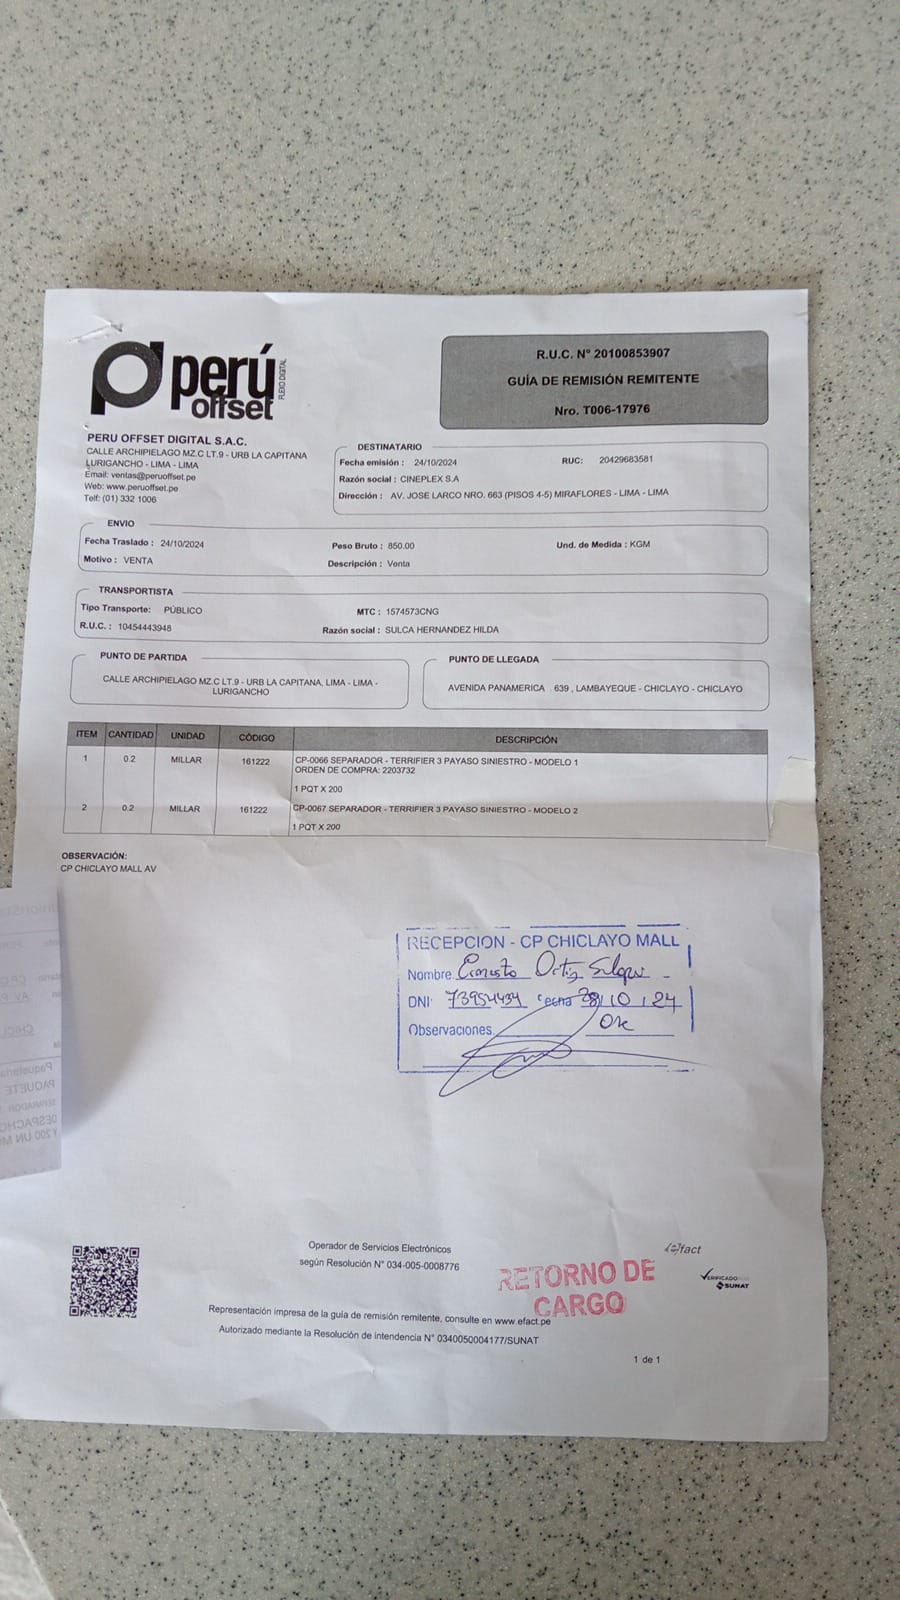 perú
offset
FLEXO DIGITAL
R.U.C. N° 20100853907
GUÍA DE REMISIÓN REMITENTE
Nro. T006-17976
PERU OFFSET DIGITAL S.A.C.
CALLE ARCHIPIELAGO MZ.C LT.9 - URB LA CAPITANA
LURIGANCHO - LIMA - LIMA
Email: ventas@peruoffset.pe
Web: www.peruoffset.pe
Telf: (01) 332 1006
DESTINATARIO
Fecha emisión : 24/10/2024 RUC: 20429683581
Razón social : CINEPLEX S.A
Dirección : AV. JOSE LARCO NRO. 663 (PISOS 4-5) MIRAFLORES - LIMA - LIMA
ENVIO
Fecha Traslado : 24/10/2024 Peso Bruto : 850.00 Und. de Medida : KGM
Motivo : VENTA Descripción : Venta
TRANSPORTISTA
Tipo Transporte: PÚBLICO MTC : 1574573CNG
R.U.C. : 10454443948 Razón social : SULCA HERNANDEZ HILDA
PUNTO DE PARTIDA
CALLE ARCHIPIELAGO MZ.C LT.9 - URB LA CAPITANA, LIMA - LIMA -
LURIGANCHO
PUNTO DE LLEGADA
AVENIDA PANAMERICA . 639 , LAMBAYEQUE - CHICLAYO - CHICLAYO
ITEM CANTIDAD UNIDAD CÓDIGO DESCRIPCIÓN
1 0.2 MILLAR 161222 CP-0066 SEPARADOR - TERRIFIER 3 PAYASO SINIESTRO - MODELO 1
ORDEN DE COMPRA: 2203732
1 PQT X 200
2 0.2 MILLAR 161222 CP-0067 SEPARADOR - TERRIFIER 3 PAYASO SINIESTRO - MODELO 2
1 PQT X 200
OBSERVACIÓN:
CP CHICLAYO MALL AV
RECEPCION - CP CHICLAYO MALL
Nombre Ernesto Ortiz
DNI: Fecha 28/10/24
Observaciones OK
Operador de Servicios Electrónicos
según Resolución N° 034-005-0008776
efact
VERIFICADO POR
SUNAT
RETORNO DE
CARGO
Representación impresa de la guía de remisión remitente, consulte en www.efact.pe
Autorizado mediante la Resolución de intendencia N° 0340050004177/SUNAT
1 de 1